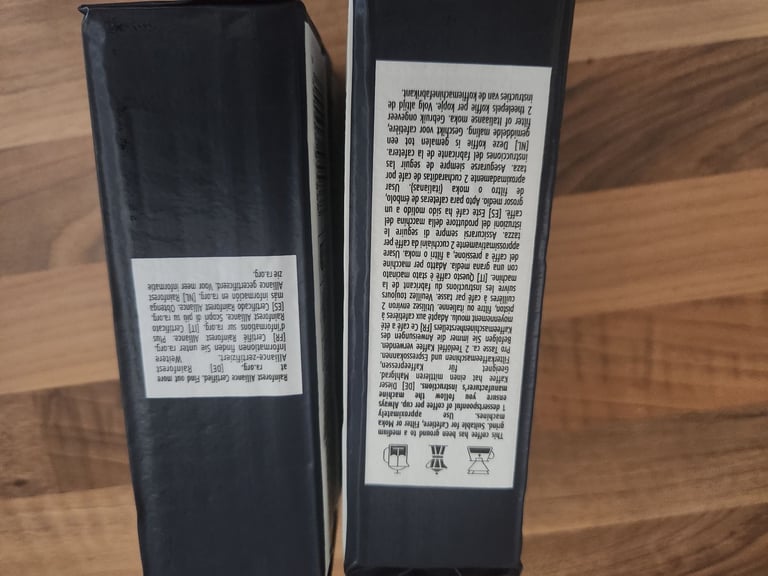 This coffee has been ground to a medium
grind. Suitable for Cafetiere, Filter or Moka
machines. Use approximately
1 dessertspoonful of coffee per cup. Always
ensure you follow the machine
manufacturer's instructions. [DE] Dieser
Kaffee hat einen mittleren Mahlgrad.
Geeignet für Kaffeepressen,
Filterkaffeemaschinen und Espressokannen.
Pro Tasse ca. 2 Teelöffel Kaffee verwenden.
Befolgen Sie immer die Anweisungen des
Kaffeemaschinenherstellers [FR] Ce café a été
moyennement moulu. Adapté aux cafetières à
piston, filtre ou italienne. Utilisez environ 2
cuillères à café par tasse. Veuillez toujours
suivre les instructions du fabricant de la
machine. [IT] Questo caffè è stato macinato
con una grana media. Adatto per macchine
del caffè a pressione, a filtro o moka. Usare
approssimativamente 2 cucchiaini da caffè per
tazza. Assicurarsi sempre di seguire le
istruzioni del produttore della macchina del
caffè. [ES] Este café ha sido molido a un
grosor medio. Apto para cafeteras de émbolo,
de filtro o moka (italianas). Usar
aproximadamente 2 cucharaditas de café por
taza. Asegurarse siempre de seguir las
instrucciones del fabricante de la cafetera.
[NL] Deze koffie is gemalen tot een
gemiddelde maling. Geschikt voor cafetière,
filter of Italiaanse moka. Gebruik ongeveer
2 theelepels koffie per kopje. Volg altijd de
instructies van de koffiemachinefabrikant.
Rainforest Alliance Certified. Find out more
at ra.org. [DE] Rainforest
Alliance-zertifiziert. Weitere
Informationen finden Sie unter ra.org.
[FR] Certifié Rainforest Alliance. Plus
d'informations sur ra.org. [IT] Certificato
Rainforest Alliance. Scopri di più su ra.org.
[ES] Certificado Rainforest Alliance. Obtenga
más información en ra.org. [NL] Rainforest
Alliance gecertificeerd. Voor meer informatie
zie ra.org.